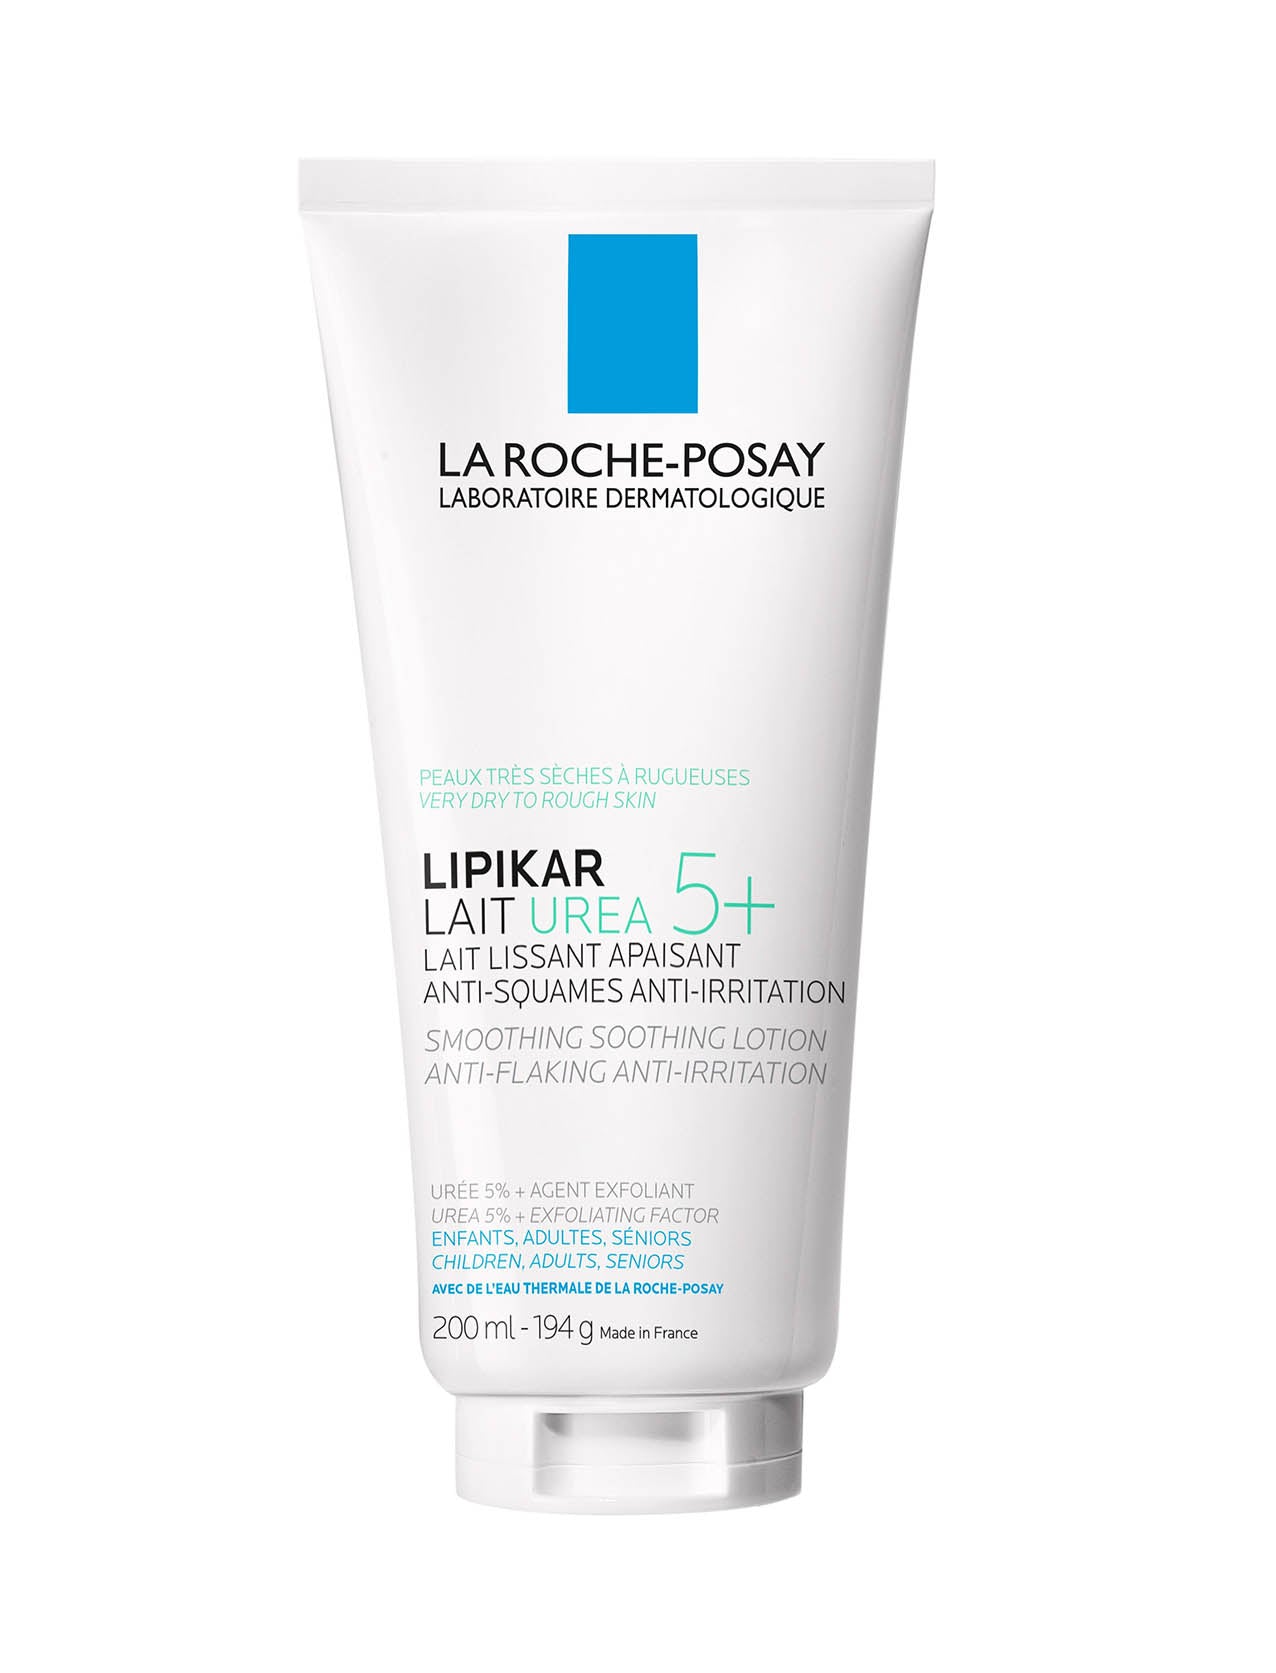 LA ROCHE-POSAY
LABORATOIRE DERMATOLOGIQUE
PEAUX TRÈS SÈCHES À RUGUEUSES
VERY DRY TO ROUGH SKIN
LIPIKAR
LAIT UREA 5+
LAIT LISSANT APAISANT
ANTI-SQUAMES ANTI-IRRITATION
SMOOTHING SOOTHING LOTION
ANTI-FLAKING ANTI-IRRITATION
URÉE 5% + AGENT EXFOLIANT
UREA 5% + EXFOLIATING FACTOR
ENFANTS, ADULTES, SÉNIORS
CHILDREN, ADULTS, SENIORS
AVEC DE L'EAU THERMALE DE LA ROCHE-POSAY
200 ml - 194 g Made in France